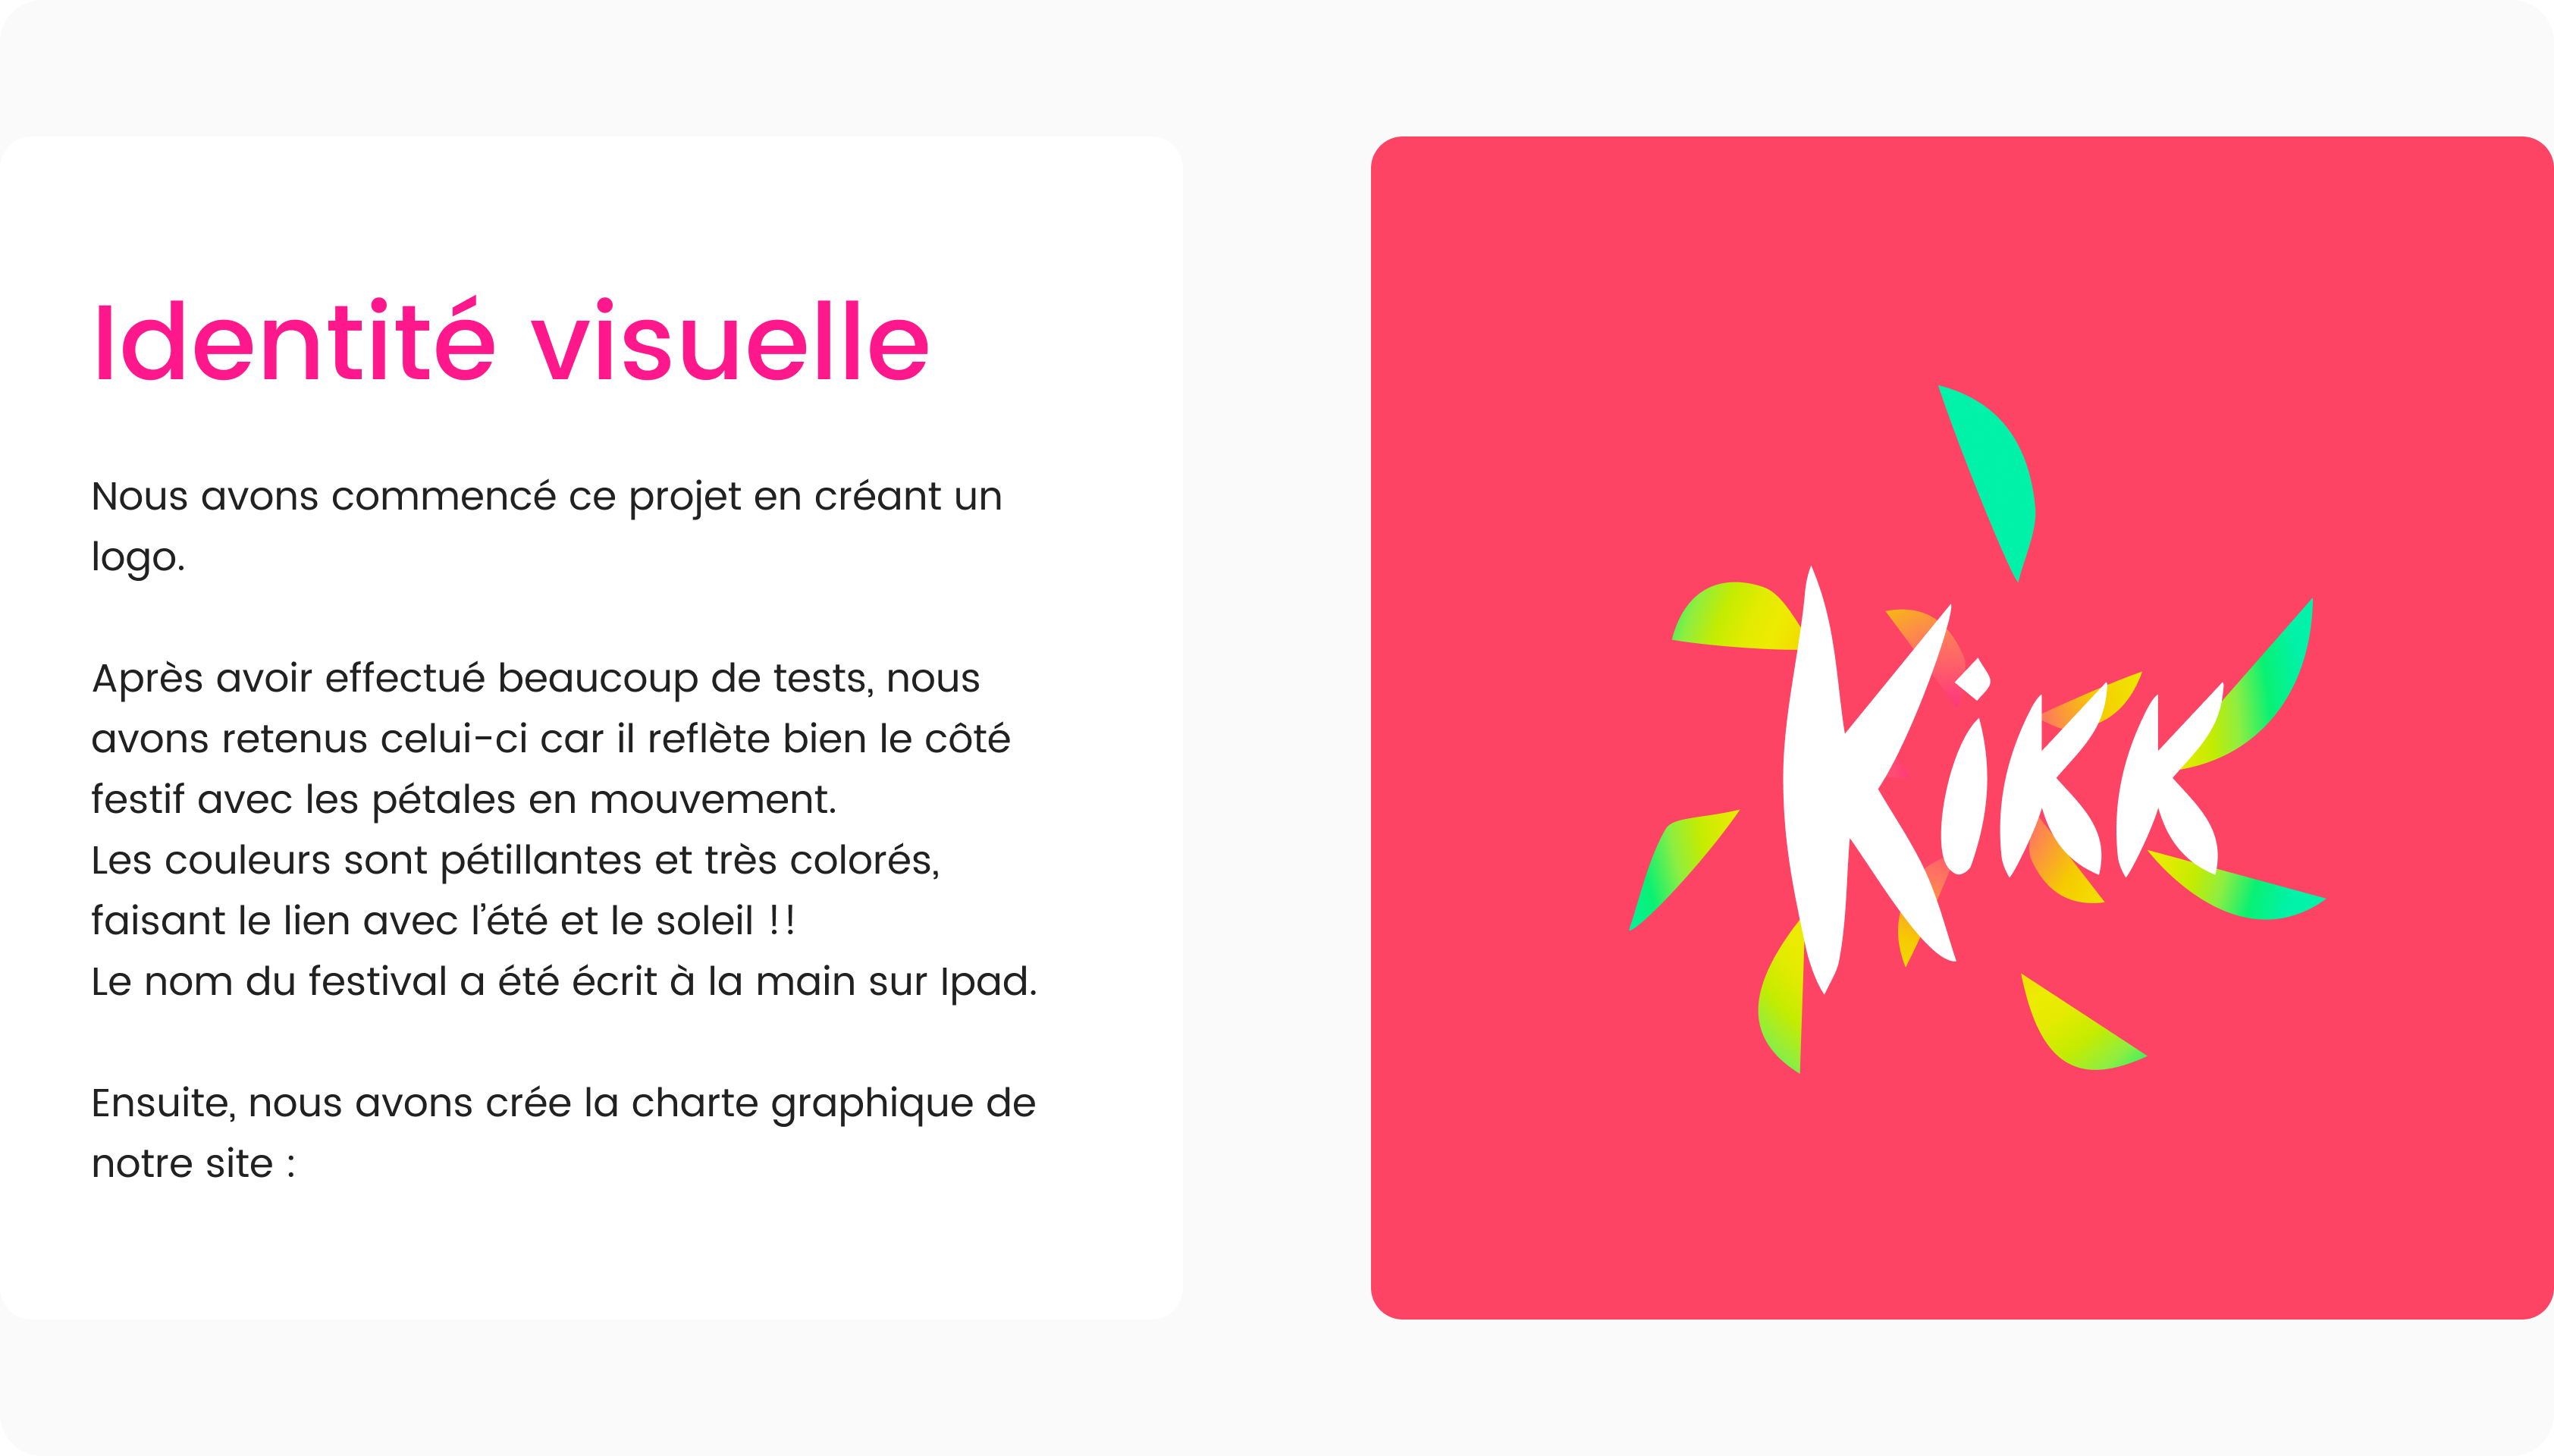 Identité visuelle
Nous avons commencé ce projet en créant un
logo.
Après avoir effectué beaucoup de tests, nous
avons retenus celui-ci car il reflète bien le côté
festif avec les pétales en mouvement.
Les couleurs sont pétillantes et très colorés,
faisant le lien avec l’été et le soleil !!
Le nom du festival a été écrit à la main sur Ipad.
Ensuite, nous avons crée la charte graphique de
notre site :
Kikk